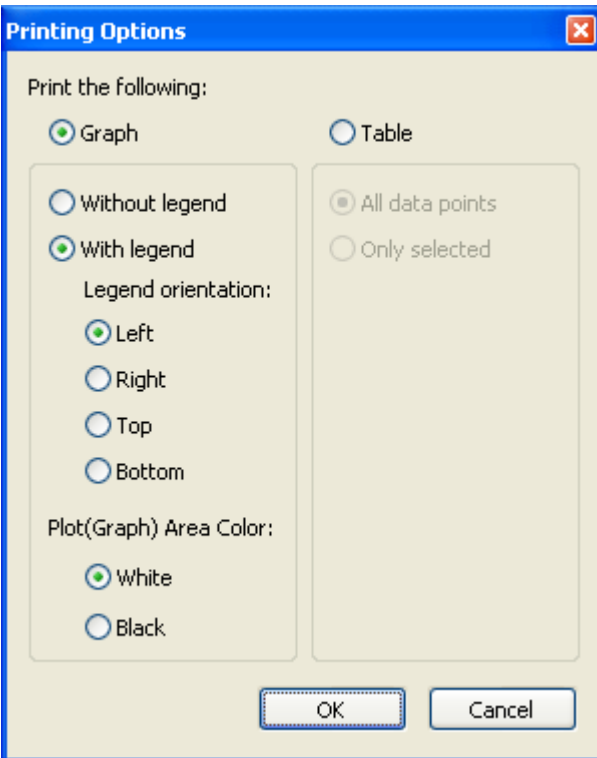 Printing Options
Print the following:
Graph
Table
Without legend
With legend
Legend orientation:
Left
Right
Top
Bottom
Plot(Graph) Area Color:
White
Black
All data points
Only selected
OK
Cancel